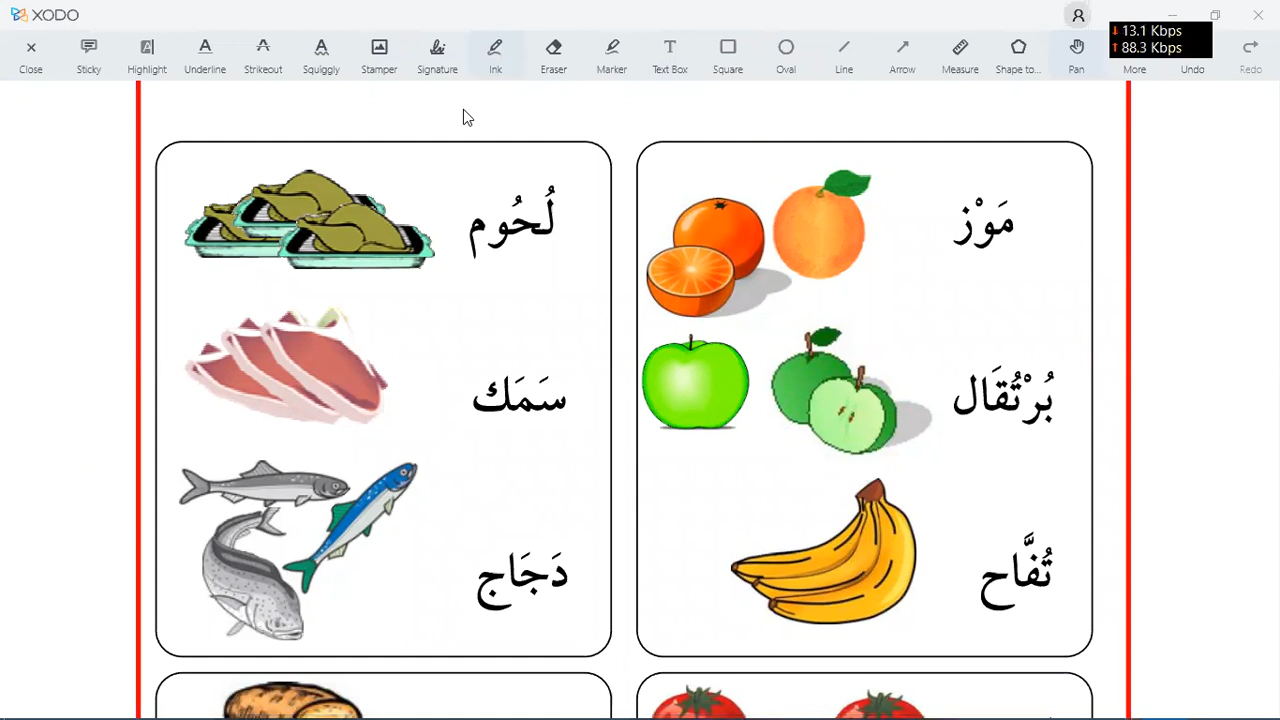 XODO
13.1 Kbps
88.3 Kbps
Close Sticky Highlight Underline Strikeout Squiggly Stamper Signature Ink Eraser Marker Text Box Square Oval Line Arrow Measure Shape to... Pan More Undo Redo
مَوْز
بُرْتُقَال
تُفَّاح
لُحُوم
سَمَك
دَجَاج